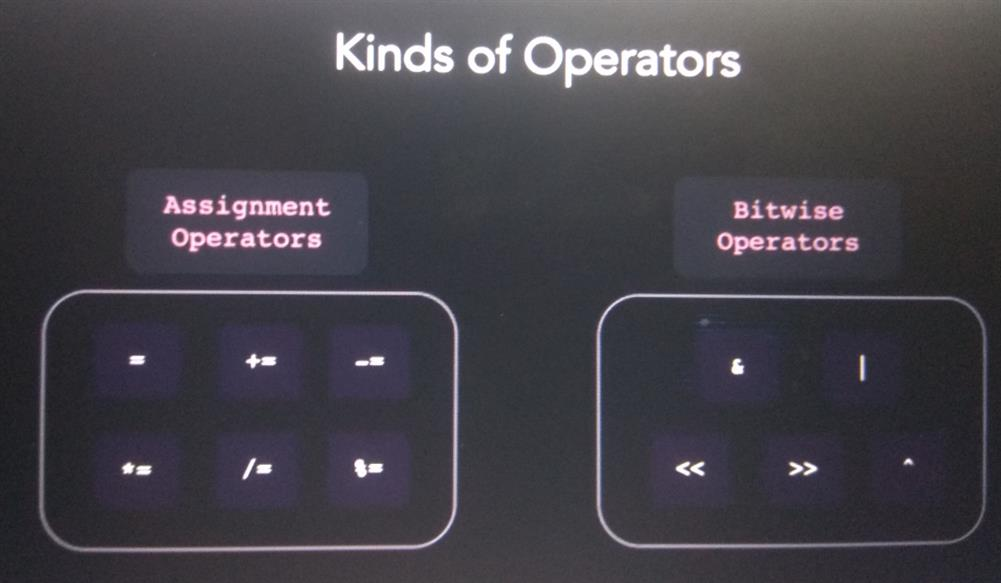 Kinds of Operators
Assignment
Operators
Bitwise
Operators
= += -=
& |
*= /= %=
<< >> ^